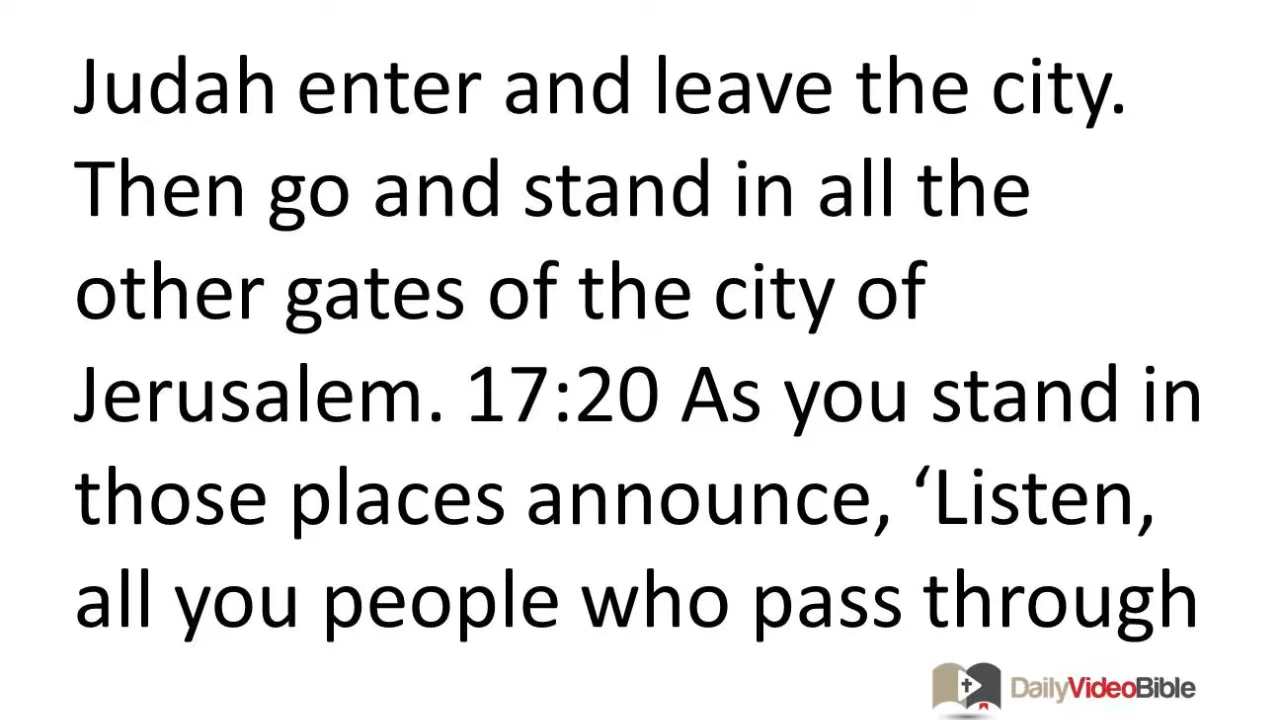 Judah enter and leave the city.
Then go and stand in all the
other gates of the city of
Jerusalem. 17:20 As you stand in
those places announce, ‘Listen,
all you people who pass through
DailyVideoBible